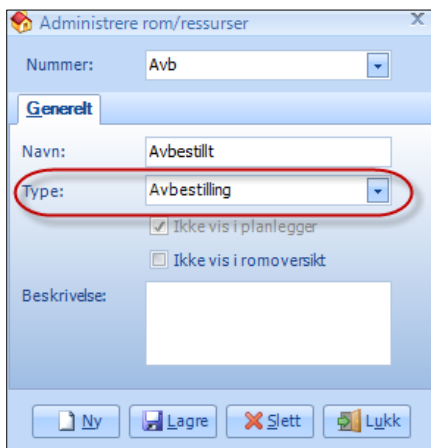 Administrere rom/ressurser
Nummer: Avb
Generelt
Navn: Avbestillt
Type: Avbestilling
Ikke vis i planlegger
Ikke vis i romoversikt
Beskrivelse:
Ny Lagre Slett Lukk